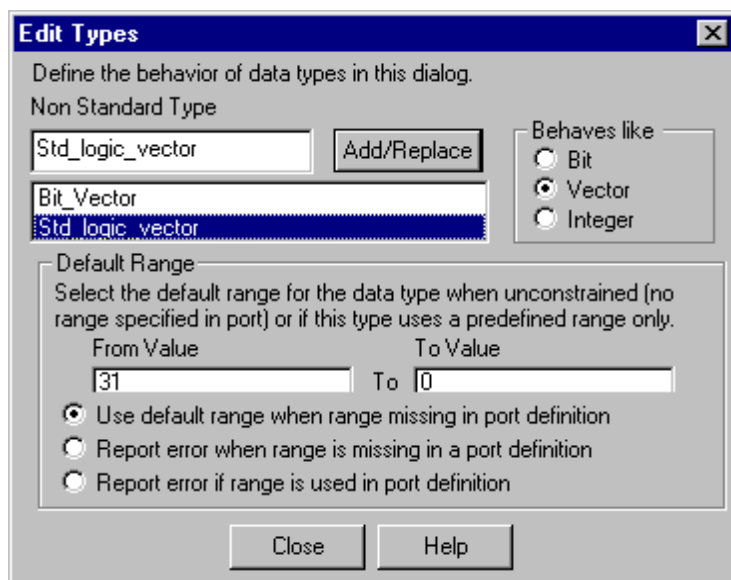 Edit Types
Define the behavior of data types in this dialog.
Non Standard Type
Std_logic_vector
Add/Replace
Behaves like
Bit
Vector
Integer
Bit_Vector
Std_logic_vector
Default Range
Select the default range for the data type when unconstrained (no
range specified in port) or if this type uses a predefined range only.
From Value
To Value
31 To 0
Use default range when range missing in port definition
Report error when range is missing in a port definition
Report error if range is used in port definition
Close
Help